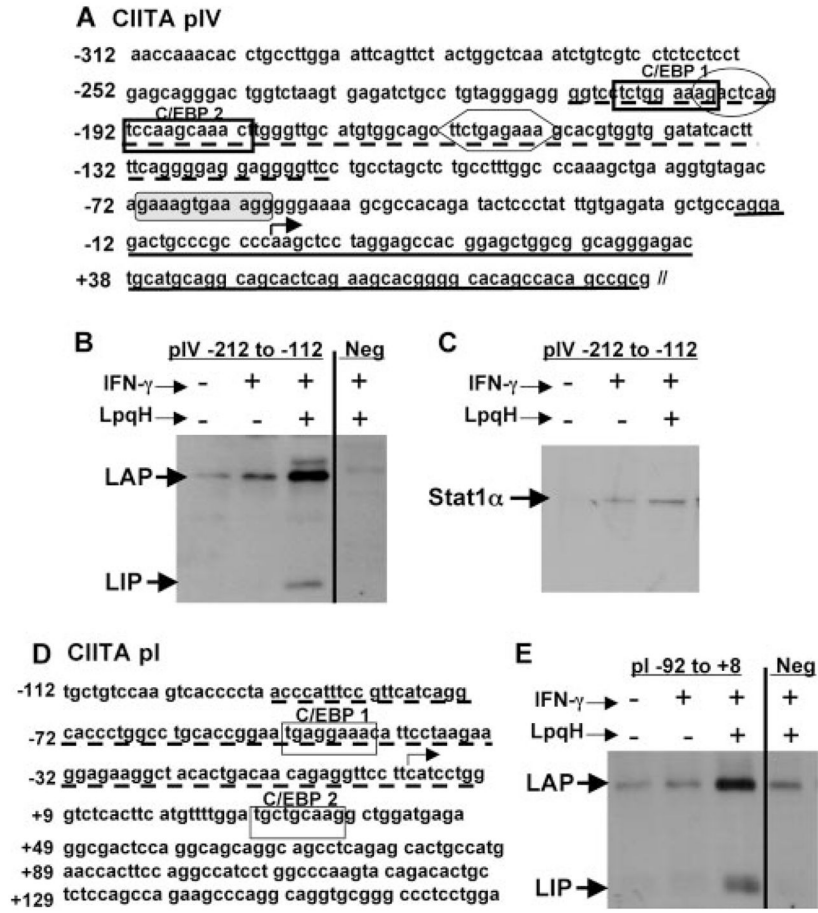 A CIITA pIV
-312 aaccaaacac ctgccttgga attcagttct actggctcaa atctgtcgtc ctctcctcct
C/EBP 1
-252 gagcagggac tggtctaagt gagatctgcc tgtagggagg ggtcctctgg aaagactcag
C/EBP 2
-192 tccaagcaaa cttgggttgc atgtggcagc ttctgagaaa gcacgtggtg gatatcactt
-132 ttcaggggag gaggggttcc tgcctagctc tgcctttggc ccaaagctga aggtgtagac
-72 agaaagtgaa agggggaaaa gcgccacaga tactccctat ttgtgagata gctgccagga
-12 gactgcccgc cccaagctcc taggagccac ggagctggcg ggcagggagac
+38 tgcatgcagg cagcactcag aagcacgggg cacagccaca gccgcg //
B
pIV -212 to -112 Neg
IFN-γ - + + +
LpqH - - + +
LAP
LIP
C
pIV -212 to -112
IFN-γ - + +
LpqH - - +
Stat1α
D CIITA pI
-112 tgctgtccaa gtcaccccta acccatttcc gttcatcagg
C/EBP 1
-72 caccctggcc tgcaccggaa tgaggaaaca ttcctaagaa
-32 ggagaaggct acactgacaa cagaggttcc ttcatcctgg
C/EBP 2
+9 gtctcacttc atgttttgga tgctgcaagg ctggatgaga
+49 ggcgactcca ggcagcaggc agcctcagag cactgccatg
+89 aaccacttcc aggccatcct ggcccaagta cagacactgc
+129 tctccagcca gaagcccagg caggtgcggg ccctcctgga
E
pI -92 to +8 Neg
IFN-γ - + + +
LpqH - - + +
LAP
LIP